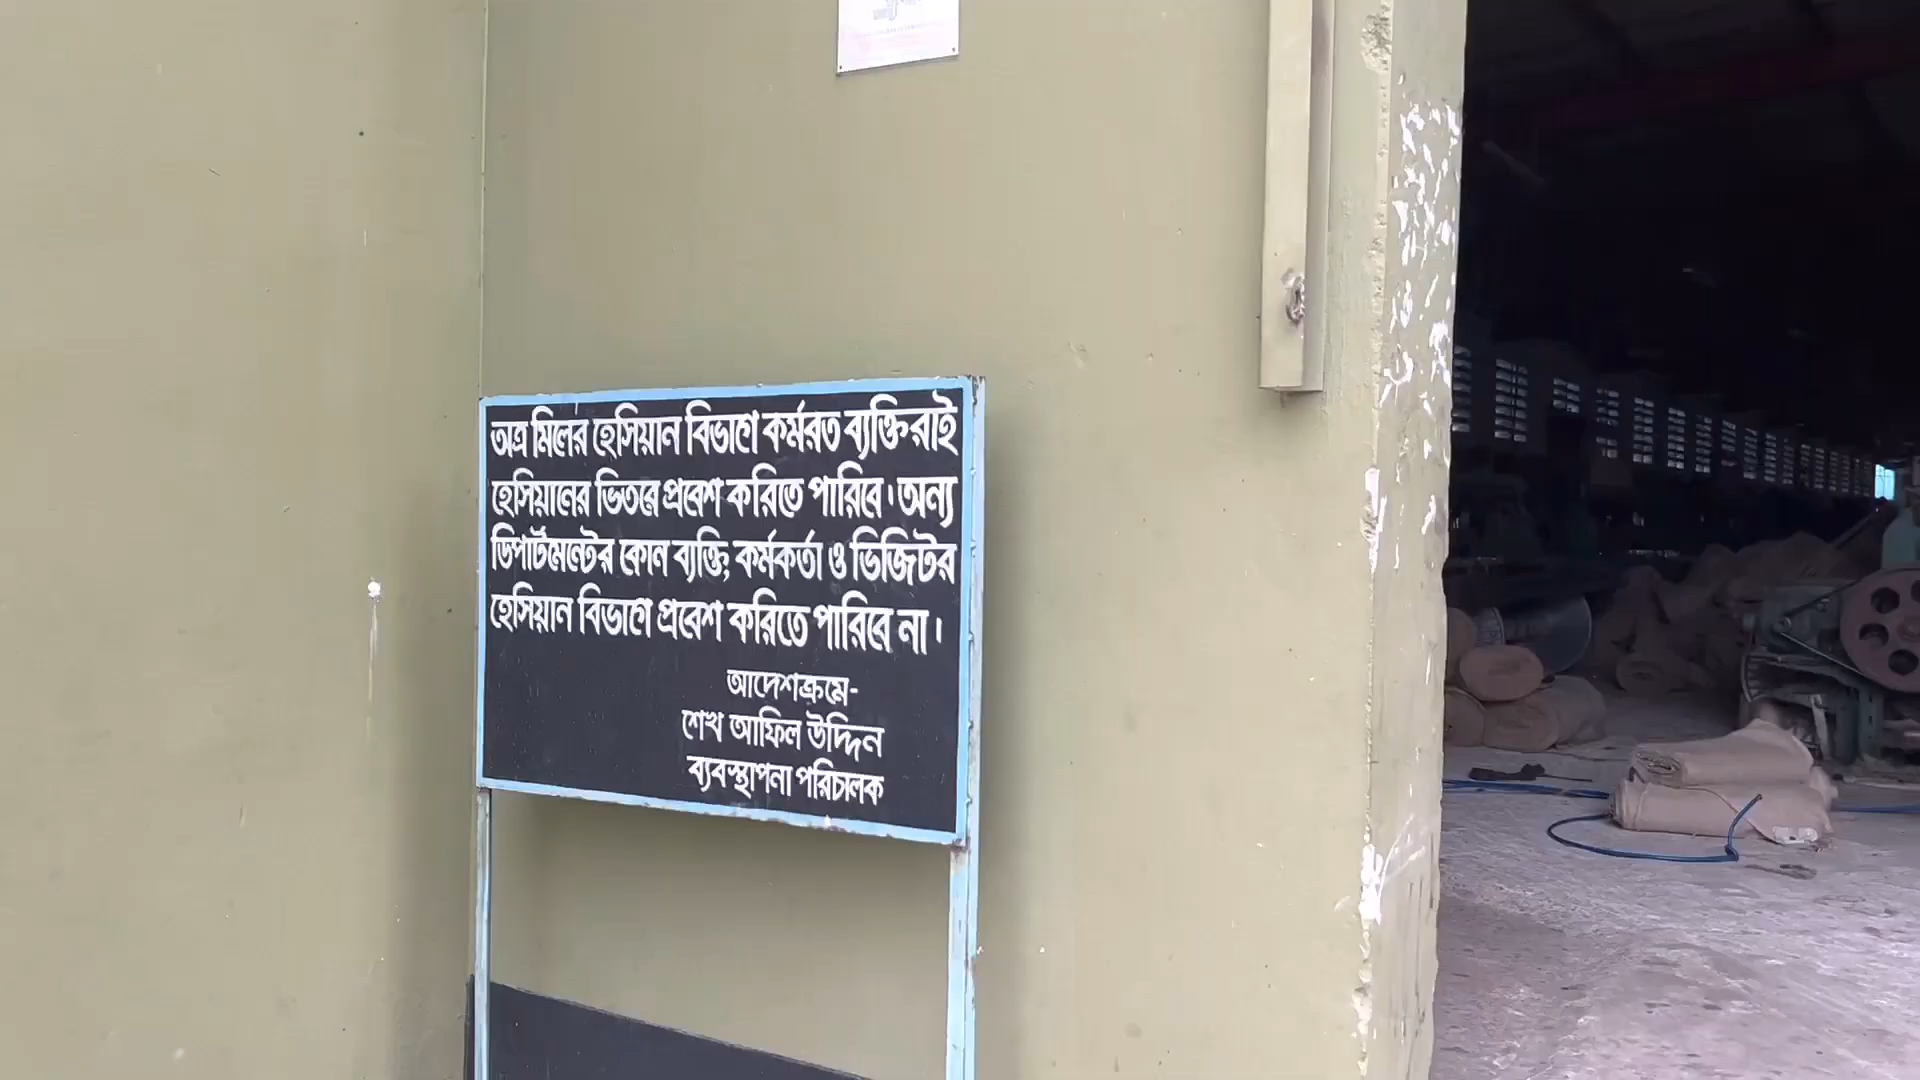 অত্র মিলের হেসিয়ান বিভাগে কর্মরত ব্যক্তিরাই
হেসিয়ানের ভিতরে প্রবেশ করিতে পারিবে। অন্য
ডিপার্টমেন্টের কোন ব্যক্তি, কর্মকর্তা ও ভিজিটর
হেসিয়ান বিভাগে প্রবেশ করিতে পারিবে না।
আদেশক্রমে-
শেখ আফিল উদ্দিন
ব্যবস্থাপনা পরিচালক